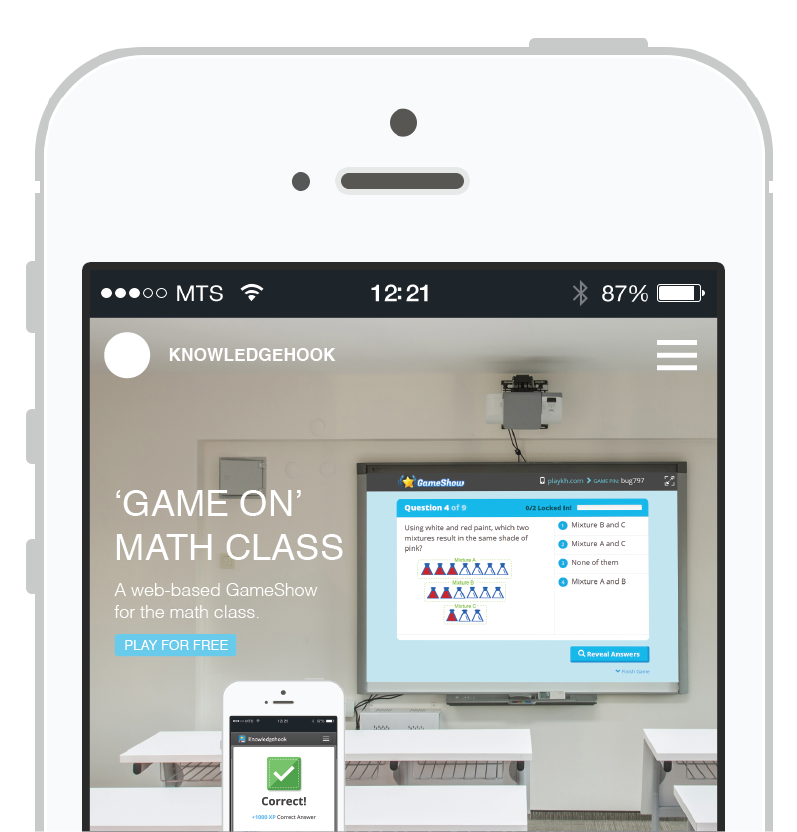 MTS 12:21 87%
KNOWLEDGEHOOK
GameShow playkh.com GAME PIN: bug797
Question 4 of 9 0/2 Locked In!
Using white and red paint, which two
mixtures result in the same shade of
pink?
Mixture A
Mixture B
Mixture C
1 Mixture B and C
2 Mixture A and C
3 None of them
4 Mixture A and B
Reveal Answers
Finish Game
‘GAME ON’
MATH CLASS
A web-based GameShow
for the math class.
PLAY FOR FREE
12:21
Knowledgehook
Correct!
+1000 XP Correct Answer